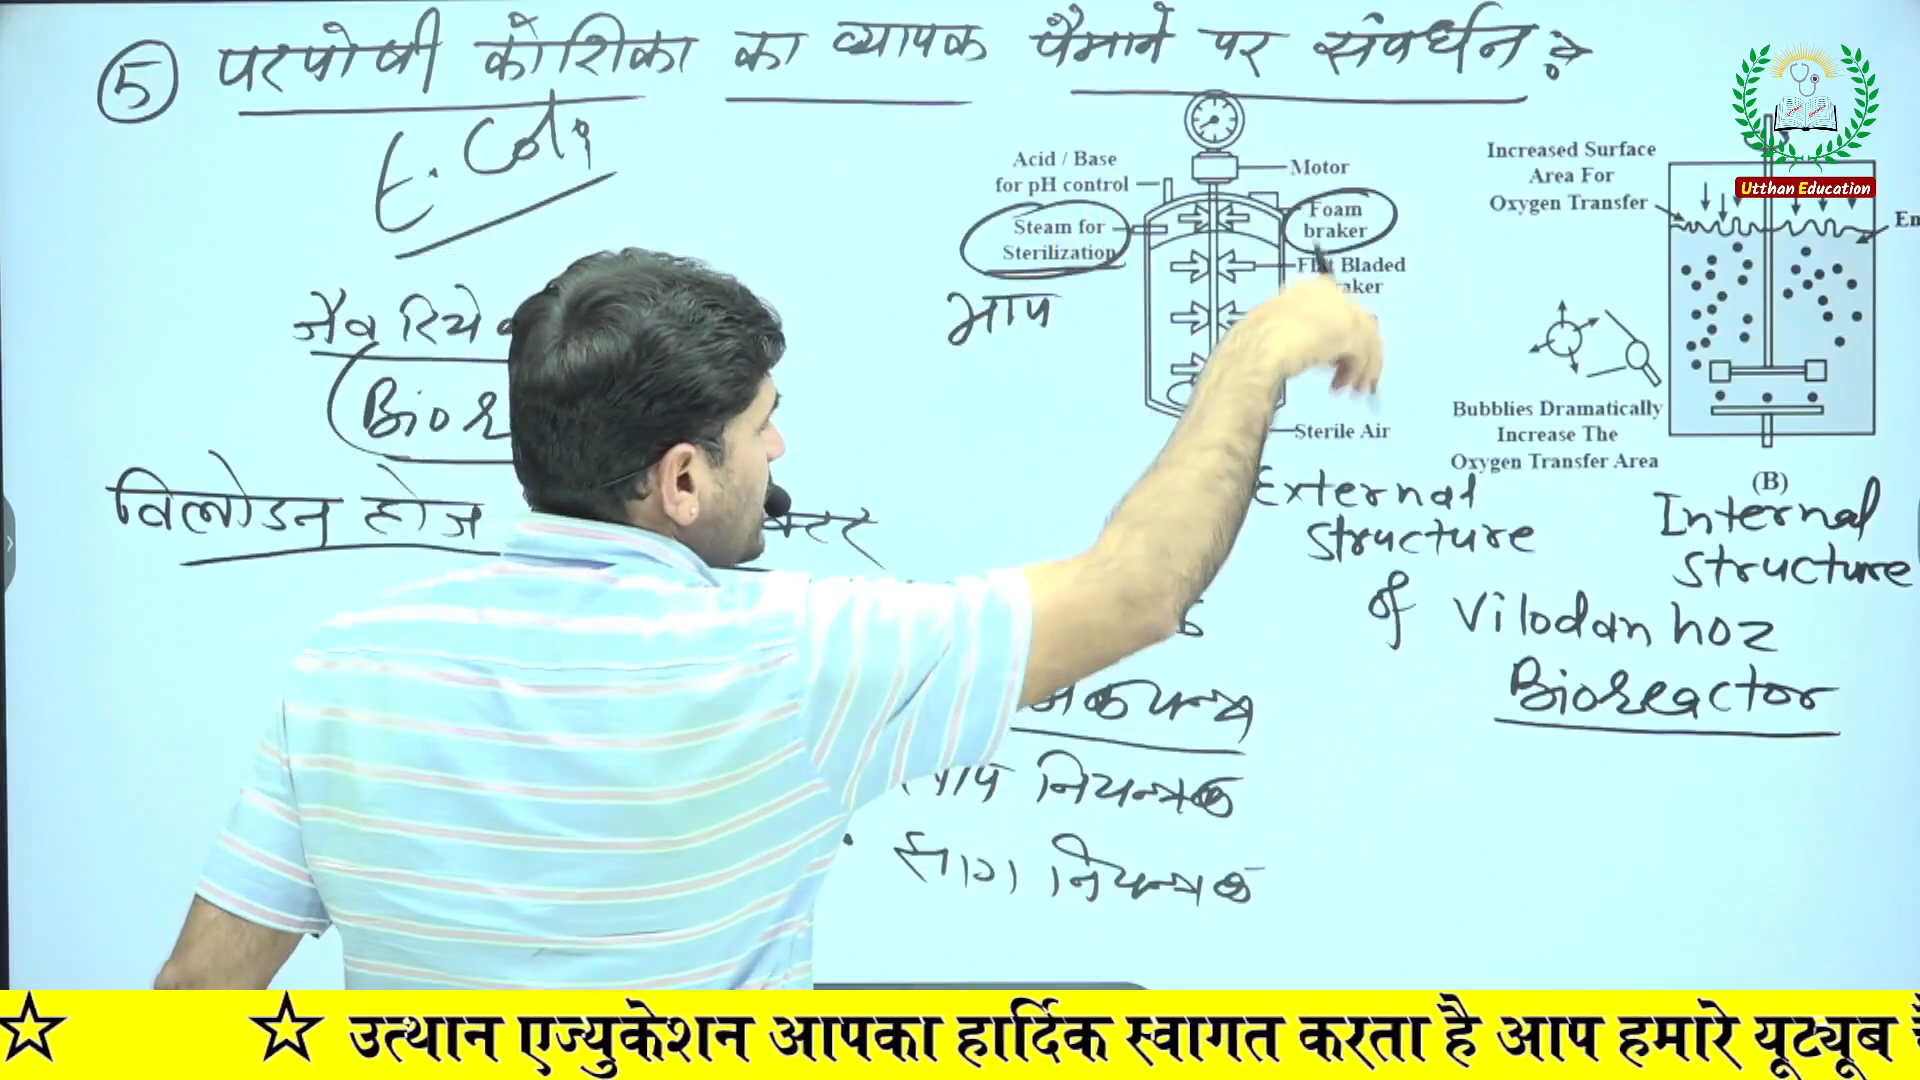 5 परपोषी कोशिका का व्यापक पैमाने पर संवर्धन :-
E. Coli
Acid / Base
for pH control
Steam for
Sterilization
भाप
Motor
Foam
braker
Bladed
Sterile Air
Increased Surface
Area For
Oxygen Transfer
Bubblies Dramatically
Increase The
Oxygen Transfer Area
(B)
Utthan Education
जैव
विलोडन होज
External
structure
Internal
structure
of Vilodan hoz
Bioreactor
नियन्त्रक
नियन्त्रक
उत्थान एज्युकेशन आपका हार्दिक स्वागत करता है आप हमारे यूट्यूब